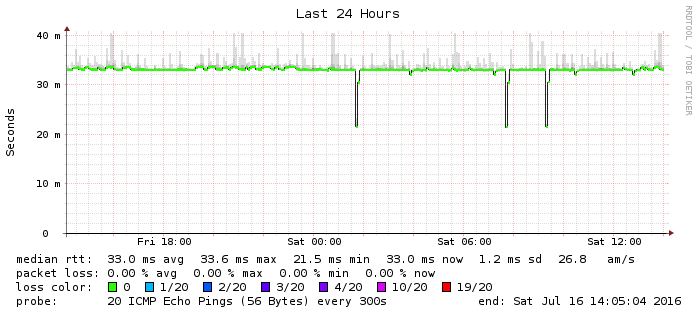 Last 24 Hours
RRDTOOL / TOBI OETIKER
Seconds
40 m
30 m
20 m
10 m
0
Fri 18:00 Sat 00:00 Sat 06:00 Sat 12:00
median rtt: 33.0 ms avg 33.6 ms max 21.5 ms min 33.0 ms now 1.2 ms sd 26.8 am/s
packet loss: 0.00 % avg 0.00 % max 0.00 % min 0.00 % now
loss color: 0 1/20 2/20 3/20 4/20 10/20 19/20
probe: 20 ICMP Echo Pings (56 Bytes) every 300s end: Sat Jul 16 14:05:04 2016